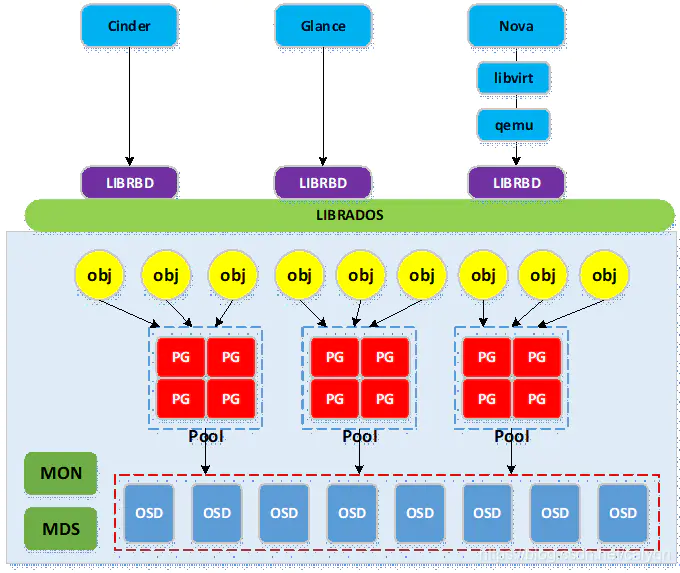 Cinder Glance Nova
libvirt
qemu
LIBRBD LIBRBD LIBRBD
LIBRADOS
obj obj obj obj obj obj obj obj obj
PG PG PG PG PG PG
PG PG PG PG PG PG
Pool Pool Pool
MON
OSD OSD OSD OSD OSD OSD OSD OSD
MDS